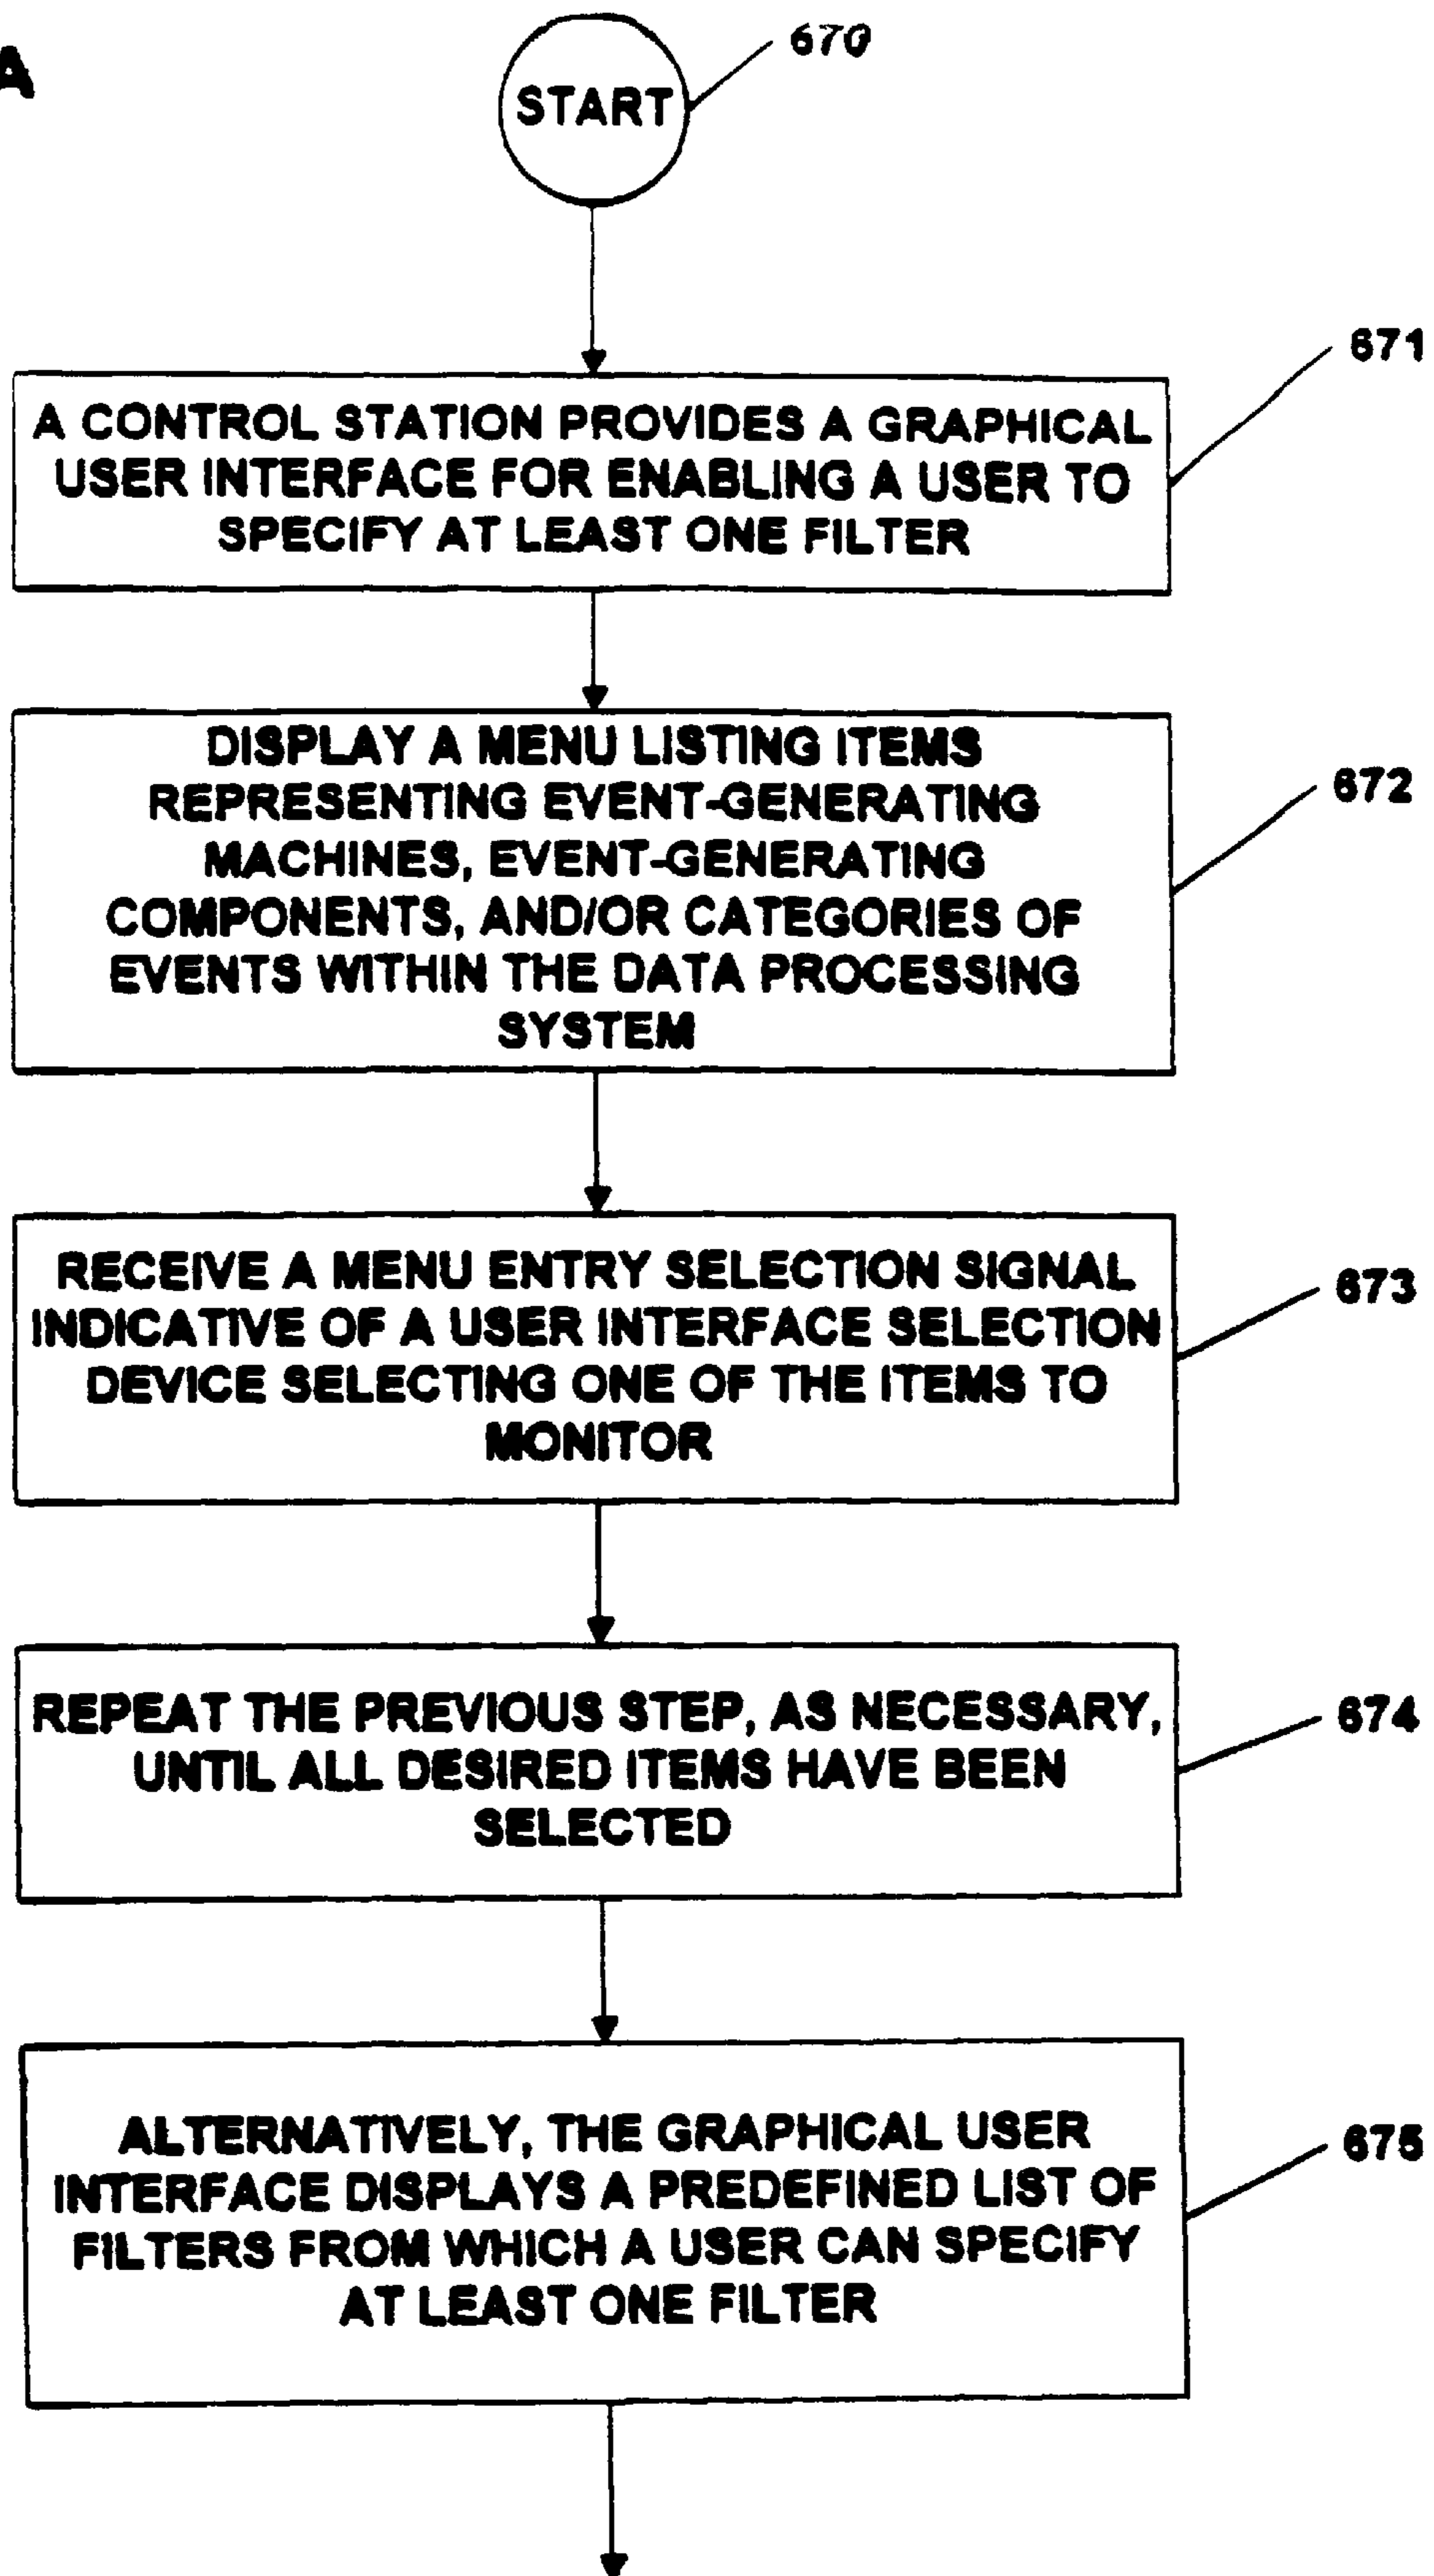 A
670
START
671
A CONTROL STATION PROVIDES A GRAPHICAL
USER INTERFACE FOR ENABLING A USER TO
SPECIFY AT LEAST ONE FILTER
DISPLAY A MENU LISTING ITEMS
REPRESENTING EVENT-GENERATING
MACHINES, EVENT-GENERATING
COMPONENTS, AND/OR CATEGORIES OF
EVENTS WITHIN THE DATA PROCESSING
SYSTEM
672
RECEIVE A MENU ENTRY SELECTION SIGNAL
INDICATIVE OF A USER INTERFACE SELECTION
DEVICE SELECTING ONE OF THE ITEMS TO
MONITOR
673
REPEAT THE PREVIOUS STEP, AS NECESSARY,
UNTIL ALL DESIRED ITEMS HAVE BEEN
SELECTED
674
ALTERNATIVELY, THE GRAPHICAL USER
INTERFACE DISPLAYS A PREDEFINED LIST OF
FILTERS FROM WHICH A USER CAN SPECIFY
AT LEAST ONE FILTER
675